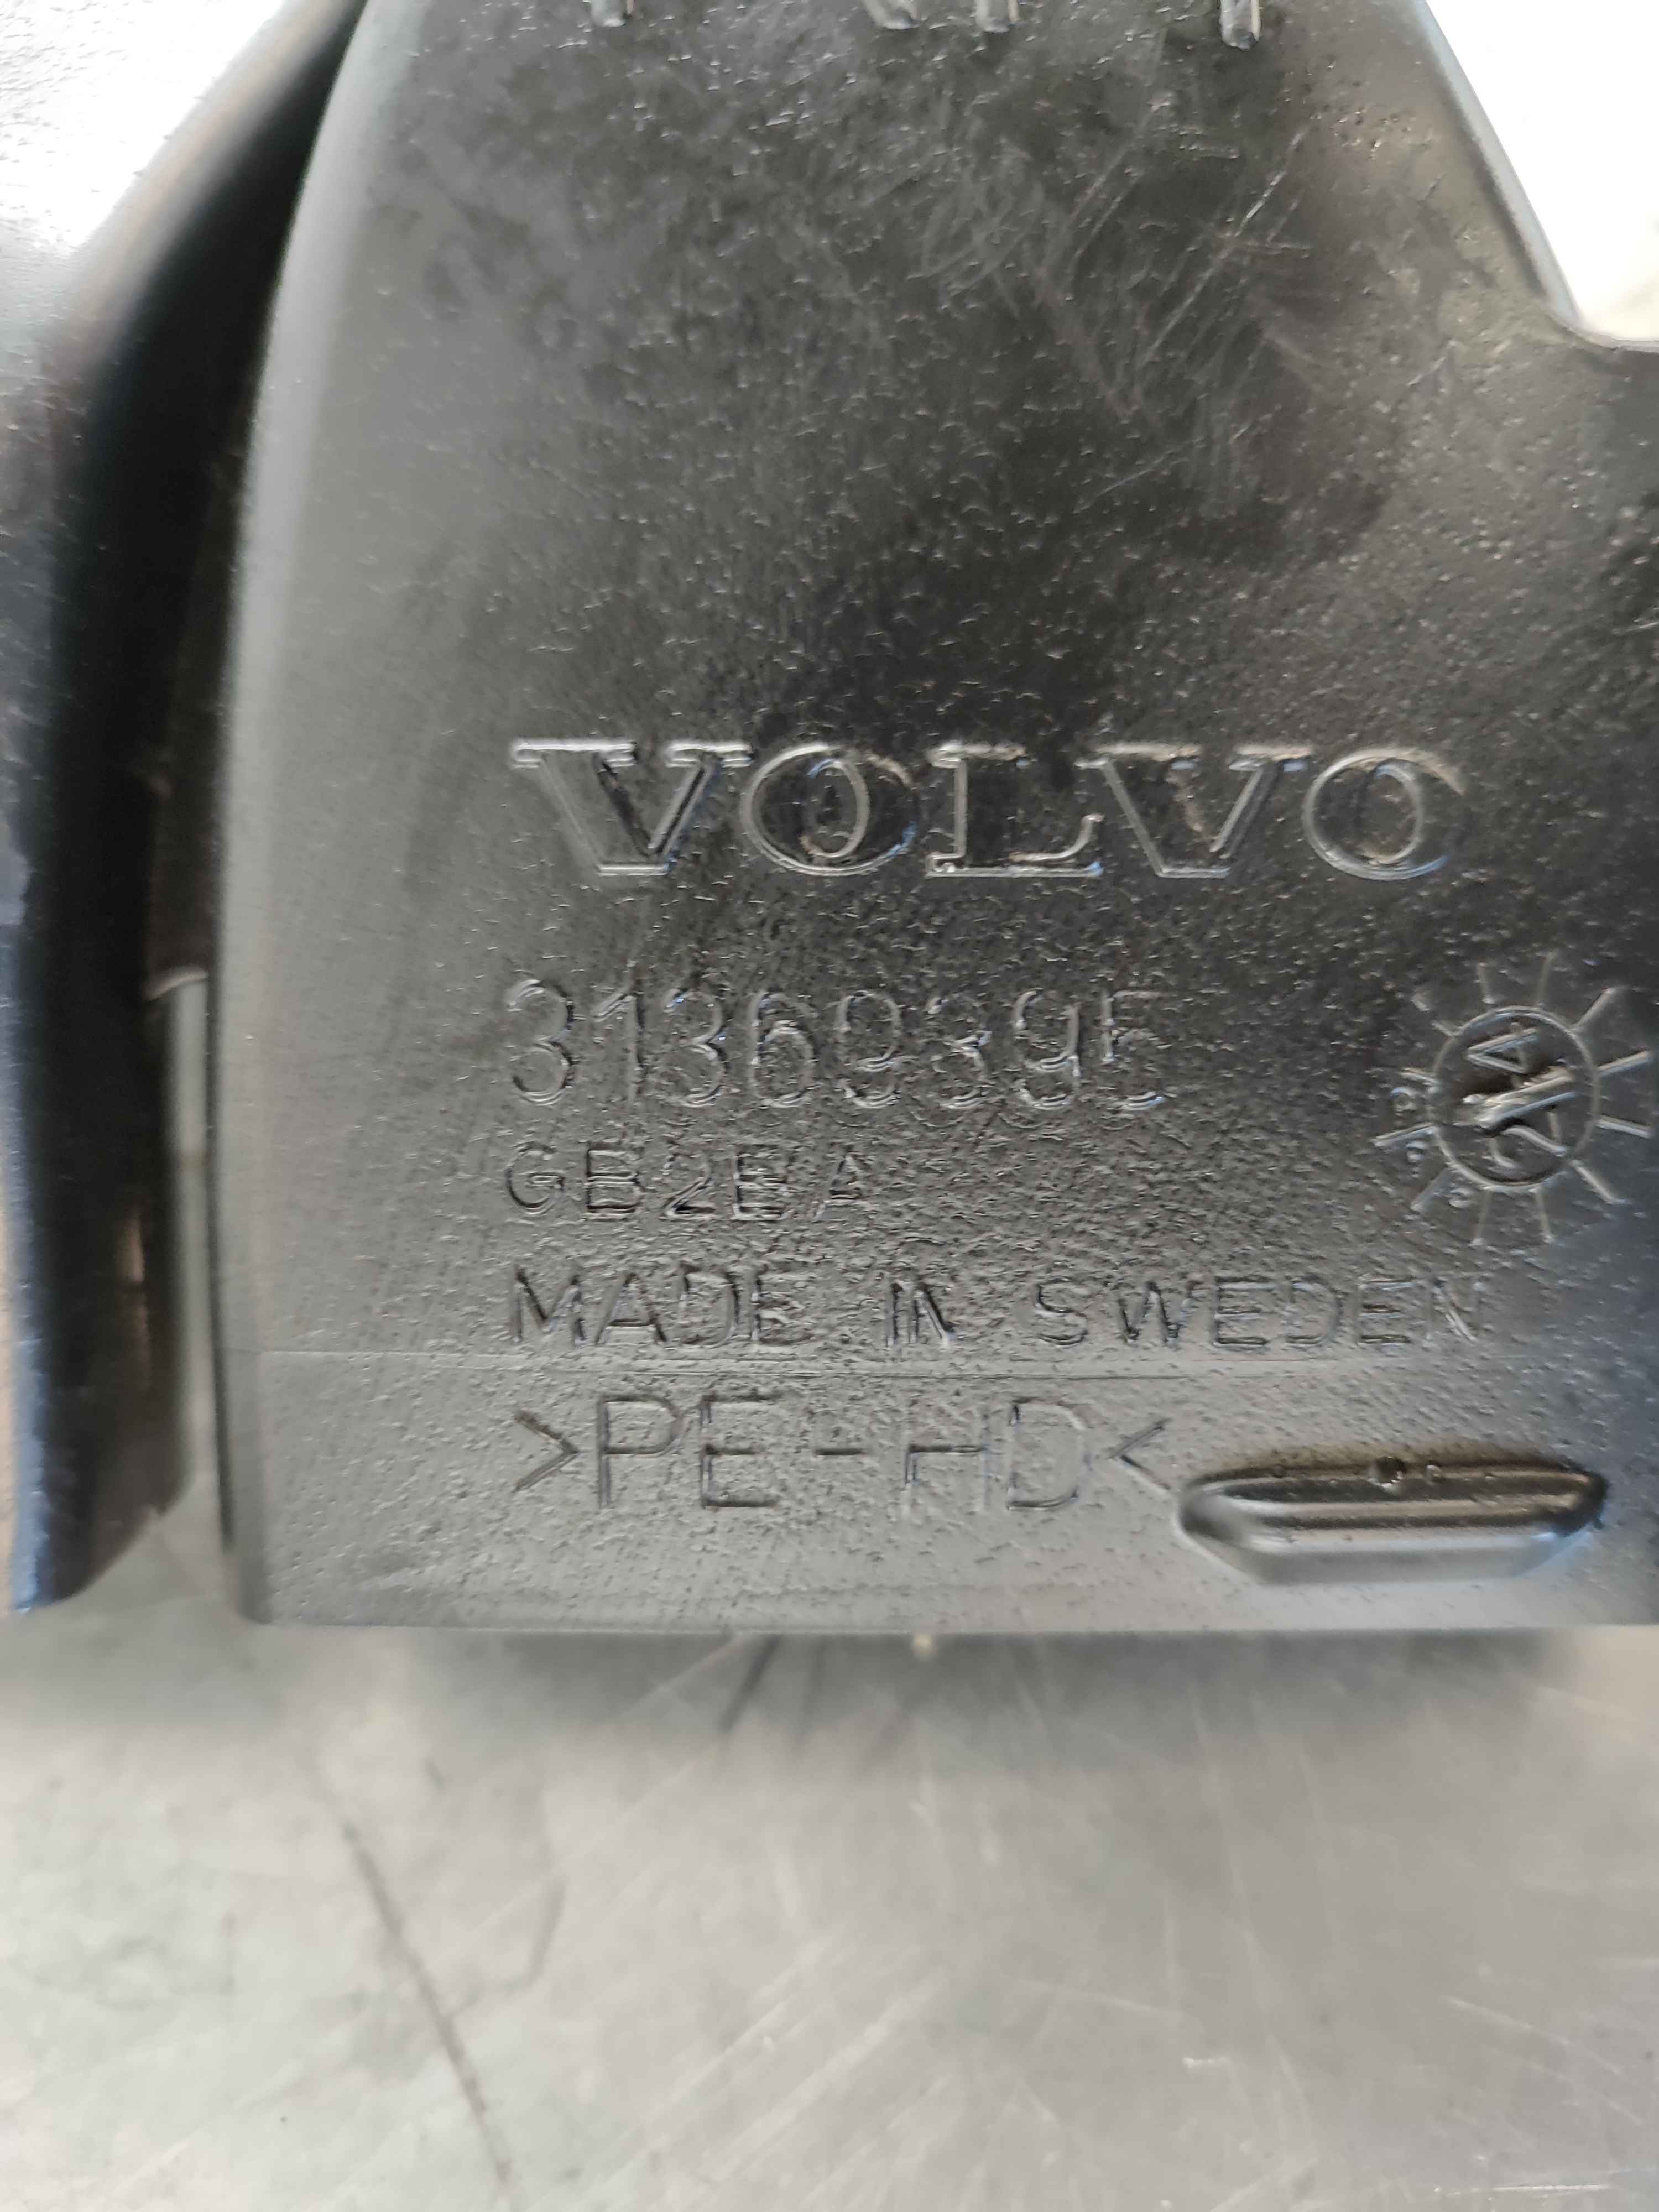 VOLVO
31369395
GB2EA
MADE IN SWEDEN
>PE-HD<